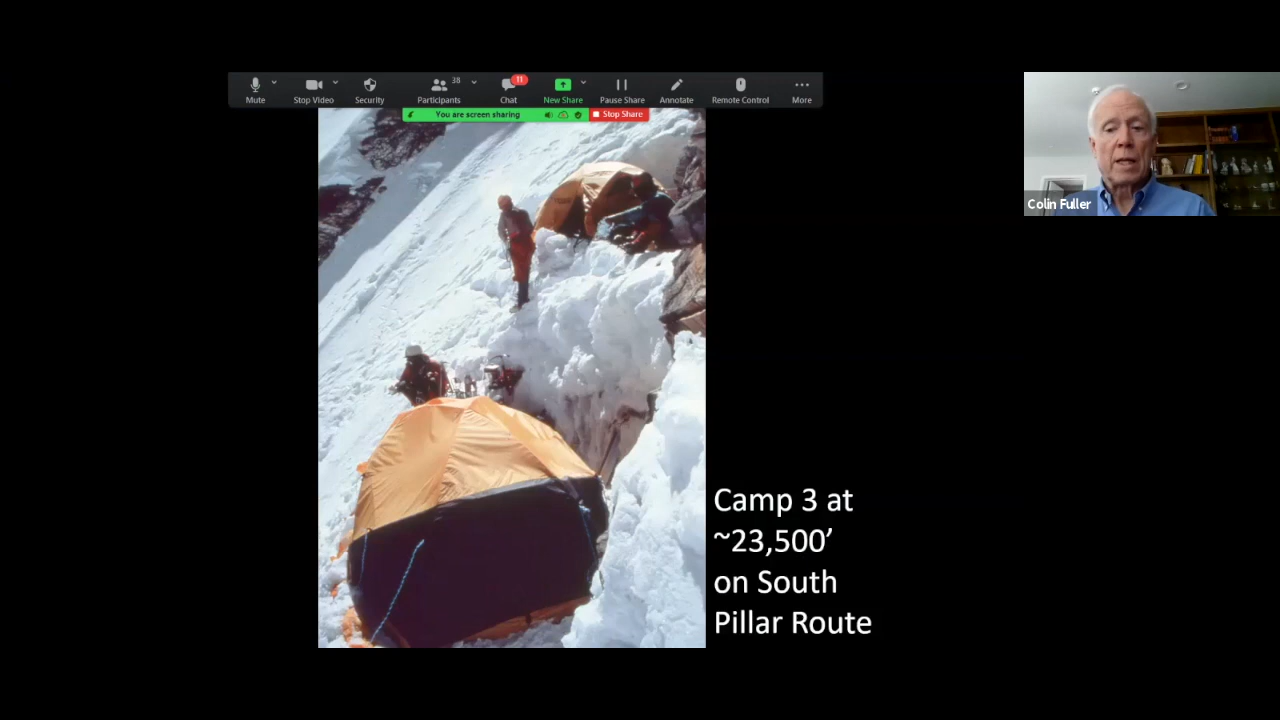 Mute
Stop Video
Security
38
Participants
11
Chat
New Share
Pause Share
Annotate
Remote Control
More
You are screen sharing
Stop Share
Colin Fuller
Camp 3 at
~23,500’
on South
Pillar Route